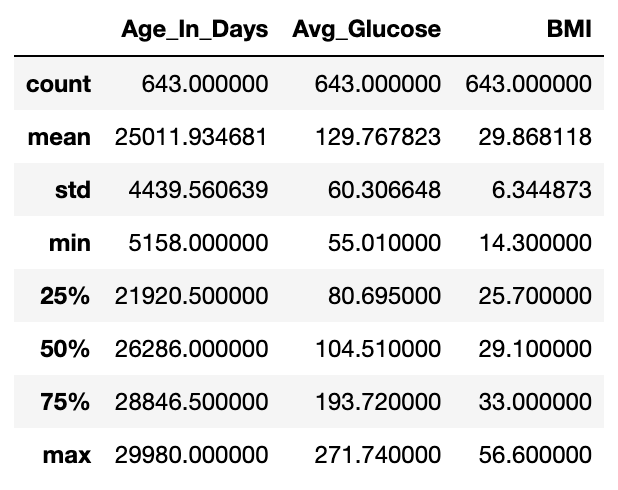 Age_In_Days Avg_Glucose BMI
count 643.000000 643.000000 643.000000
mean 25011.934681 129.767823 29.868118
std 4439.560639 60.306648 6.344873
min 5158.000000 55.010000 14.300000
25% 21920.500000 80.695000 25.700000
50% 26286.000000 104.510000 29.100000
75% 28846.500000 193.720000 33.000000
max 29980.000000 271.740000 56.600000